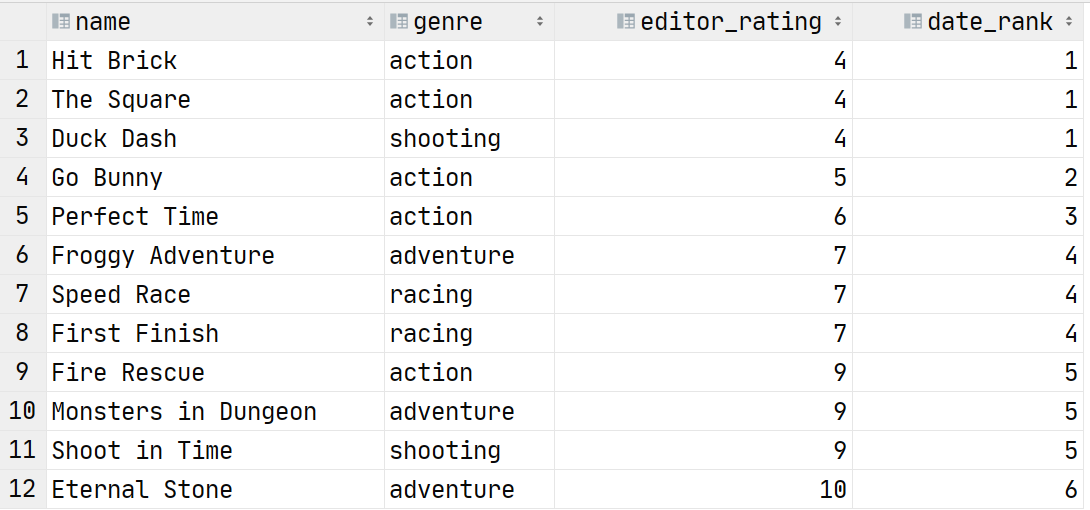 name genre editor_rating date_rank
1 Hit Brick action 4 1
2 The Square action 4 1
3 Duck Dash shooting 4 1
4 Go Bunny action 5 2
5 Perfect Time action 6 3
6 Froggy Adventure adventure 7 4
7 Speed Race racing 7 4
8 First Finish racing 7 4
9 Fire Rescue action 9 5
10 Monsters in Dungeon adventure 9 5
11 Shoot in Time shooting 9 5
12 Eternal Stone adventure 10 6